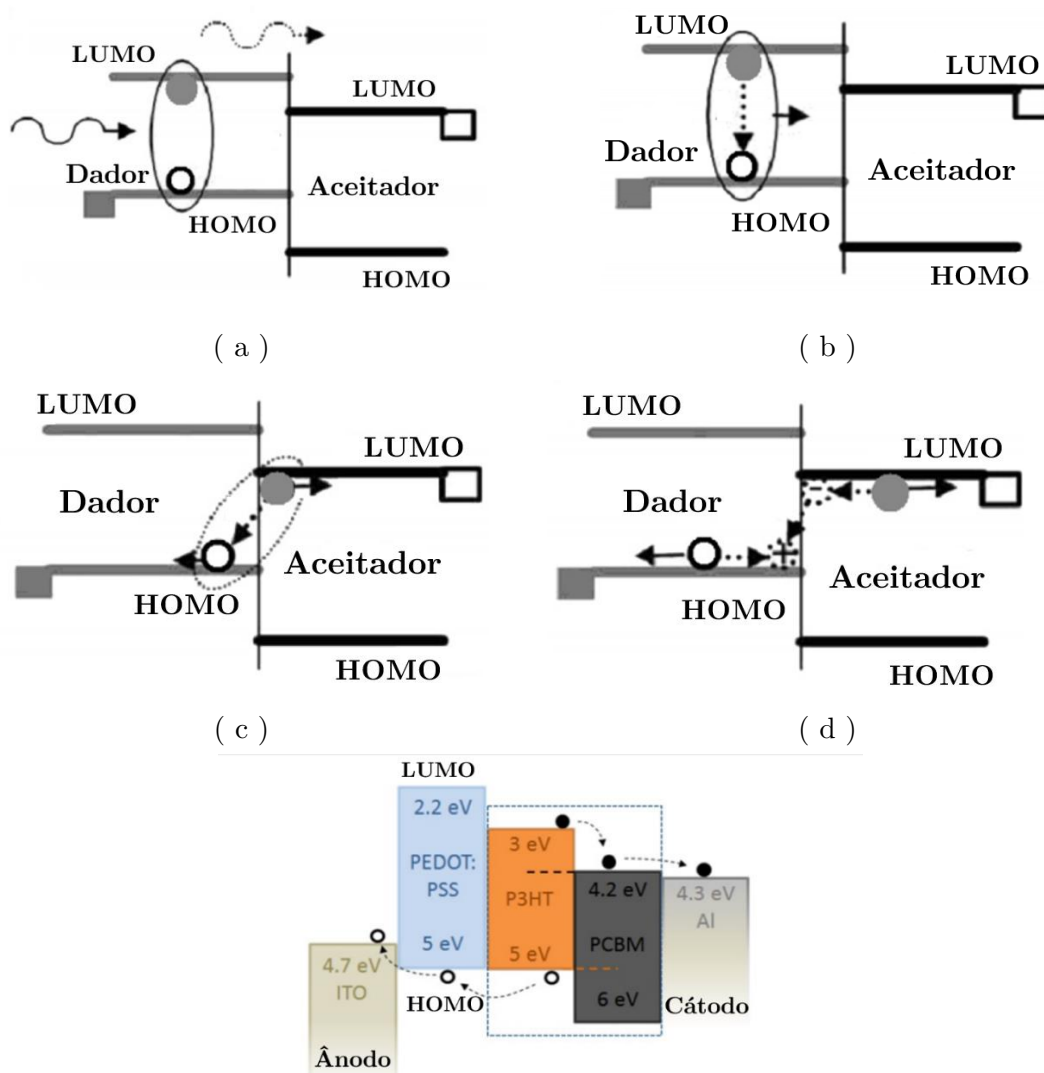 LUMO
LUMO
Dador
Aceitador
HOMO
HOMO
( a )
LUMO
LUMO
Dador
Aceitador
HOMO
HOMO
( b )
LUMO
LUMO
Dador
Aceitador
HOMO
HOMO
( c )
LUMO
LUMO
Dador
Aceitador
HOMO
HOMO
( d )
LUMO
2.2 eV
PEDOT:
PSS
5 eV
HOMO
3 eV
P3HT
5 eV
4.2 eV
PCBM
6 eV
4.3 eV
Al
Cátodo
4.7 eV
ITO
Ânodo